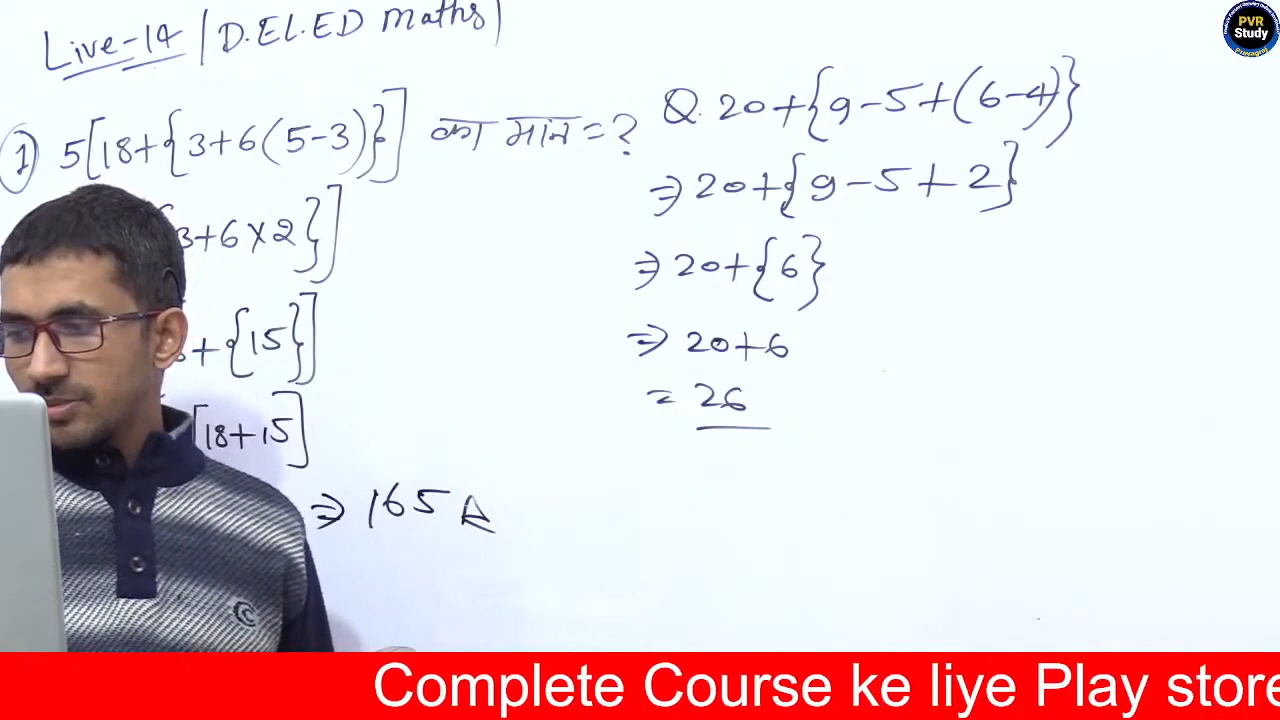 Live-14 | D.EL.ED Maths |
① 5[18+{3+6(5-3)}] का मान = ?
3+6×2}]
+{15}]
[18+15]
⇒ 165 A
Q. 20+{9-5+(6-4)}
⇒ 20+{9-5+2}
⇒ 20+{6}
⇒ 20+6
= 26
PVR
Study
Prayagraj
Complete Course ke liye Play store